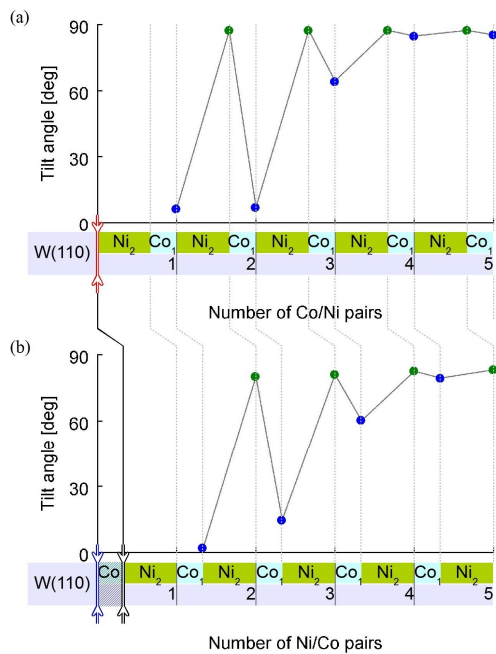 (a)
90
60
30
0
Tilt angle [deg]
W(110)
Ni2 Co1 Ni2 Co1 Ni2 Co1 Ni2 Co1 Ni2 Co1
1 2 3 4 5
Number of Co/Ni pairs
(b)
90
60
30
0
Tilt angle [deg]
W(110)
Co Ni2 Co1 Ni2 Co1 Ni2 Co1 Ni2 Co1 Ni2
1 2 3 4 5
Number of Ni/Co pairs